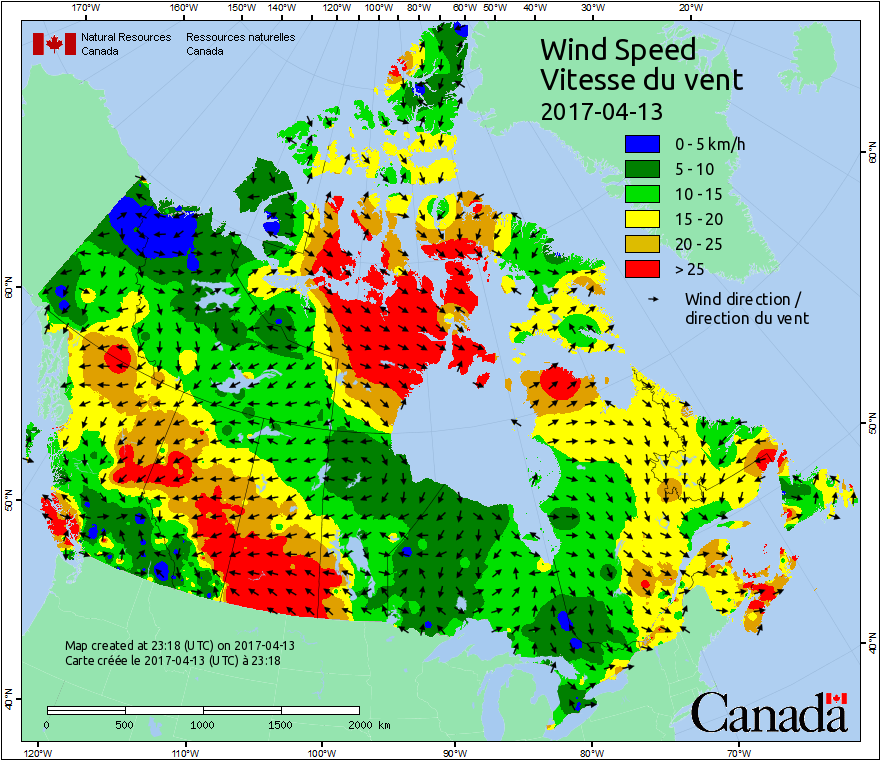 170°W 160°W 150°W 140°W 130°W 120°W 110°W 100°W 90°W 80°W 70°W 60°W 50°W 40°W 30°W 20°W
Natural Resources Ressources naturelles
Canada Canada
Wind Speed
Vitesse du vent
2017-04-13
0 - 5 km/h
5 - 10
10 - 15
15 - 20
20 - 25
> 25
Wind direction /
direction du vent
60°N 60°N
50°N 50°N
40°N 40°N
Map created at 23:18 (UTC) on 2017-04-13
Carte créée le 2017-04-13 (UTC) à 23:18
0 500 1000 1500 2000 km
Canada
120°W 110°W 100°W 90°W 80°W 70°W